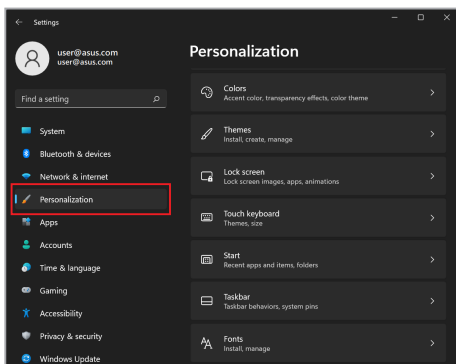 Settings
user@asus.com
user@asus.com
Find a setting
System
Bluetooth & devices
Network & internet
Personalization
Apps
Accounts
Time & language
Gaming
Accessibility
Privacy & security
Windows Update
Personalization
Colors
Accent color, transparency effects, color theme
Themes
Install, create, manage
Lock screen
Lock screen images, apps, animations
Touch keyboard
Themes, size
Start
Recent apps and items, folders
Taskbar
Taskbar behaviors, system pins
Fonts
Install, manage